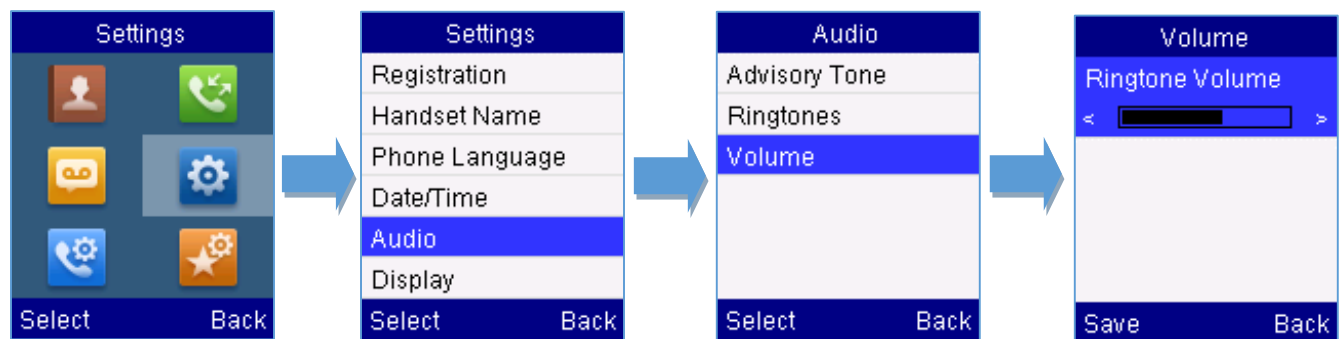 Settings
Select Back
Settings
Registration
Handset Name
Phone Language
Date/Time
Audio
Display
Select Back
Audio
Advisory Tone
Ringtones
Volume
Select Back
Volume
Ringtone Volume
< >
Save Back